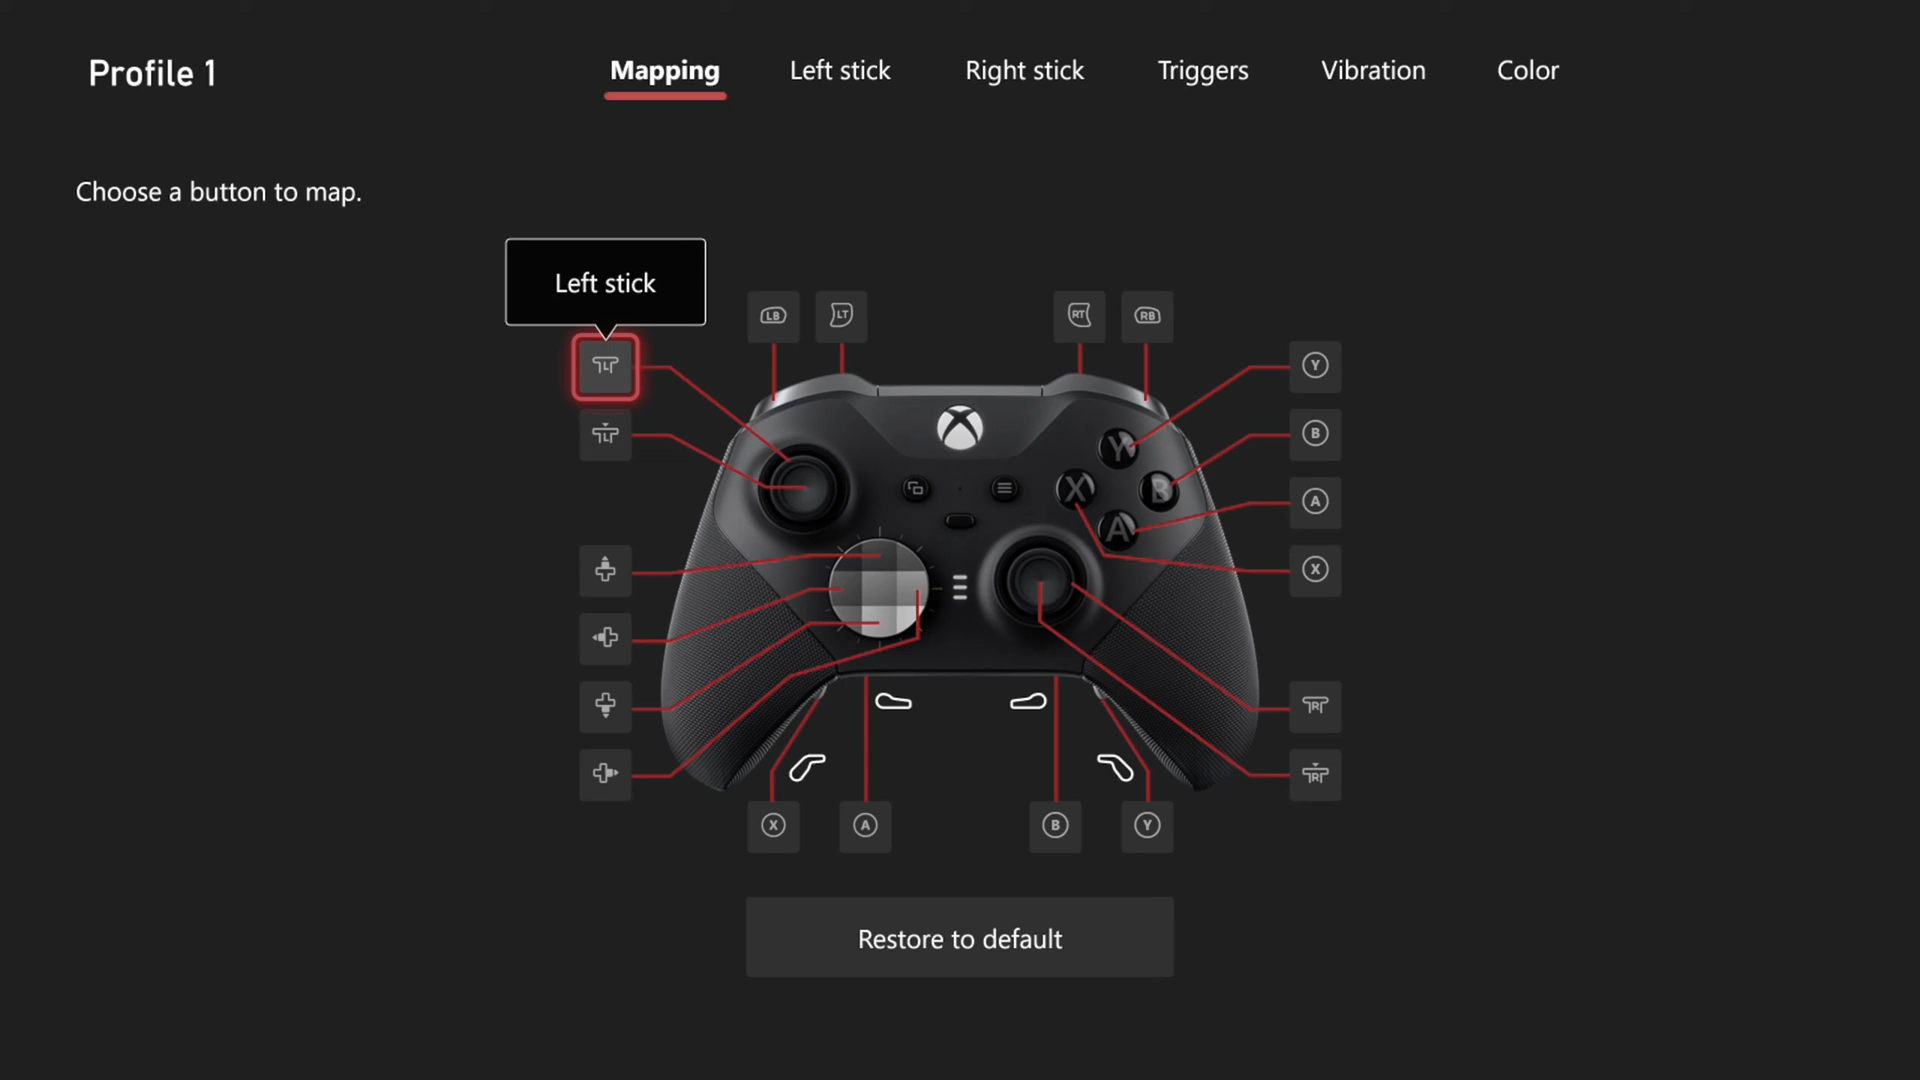 Profile 1
Mapping
Left stick
Right stick
Triggers
Vibration
Color
Choose a button to map.
Left stick
LB
LT
RT
RB
L
Y
L
B
Y
X
B
A
A
X
R
R
X
A
B
Y
Restore to default